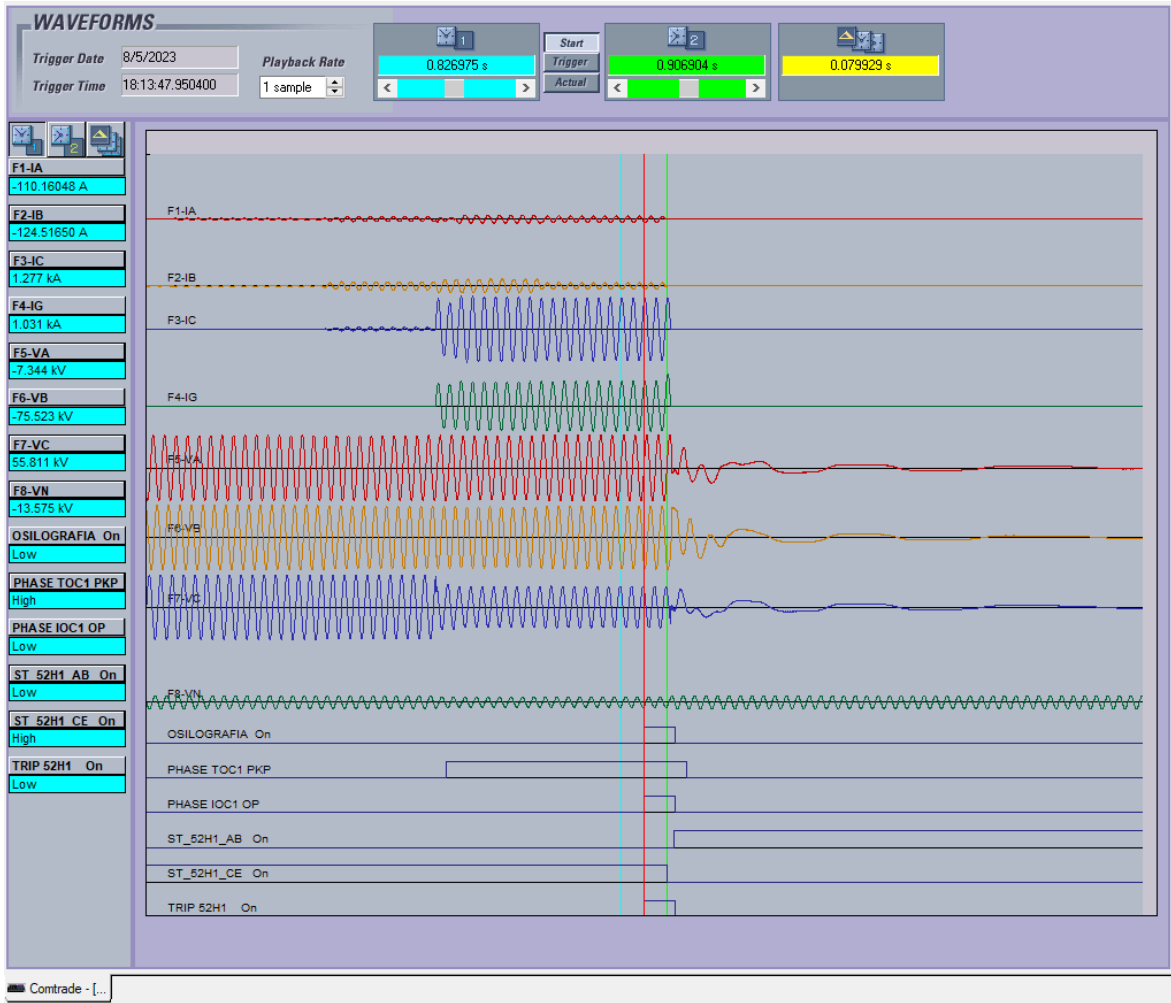 WAVEFORMS
Trigger Date 8/5/2023
Trigger Time 18:13:47.950400
Playback Rate
1 sample
1
0.826975 s
Start
Trigger
Actual
2
0.906904 s
0.079929 s
1
2
F1-IA
-110.16048 A
F2-IB
-124.51650 A
F3-IC
1.277 kA
F4-IG
1.031 kA
F5-VA
-7.344 kV
F6-VB
-75.523 kV
F7-VC
55.811 kV
F8-VN
-13.575 kV
OSILOGRAFIA On
Low
PHASE TOC1 PKP
High
PHASE IOC1 OP
Low
ST_52H1_AB On
Low
ST_52H1_CE On
High
TRIP 52H1 On
Low
F1-IA
F2-IB
F3-IC
F4-IG
F5-VA
F6-VB
F7-VC
F8-VN
OSILOGRAFIA On
PHASE TOC1 PKP
PHASE IOC1 OP
ST_52H1_AB On
ST_52H1_CE On
TRIP 52H1 On
Comtrade - [...